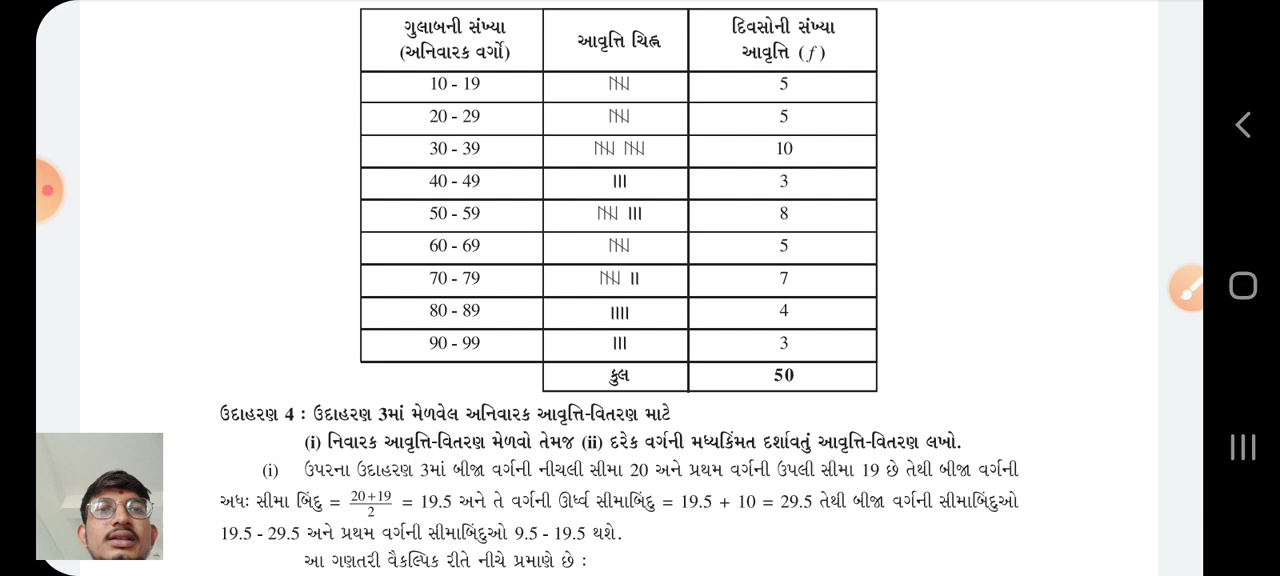 ગુલાબની સંખ્યા (અનિવારક વર્ગો) આવૃત્તિ ચિહ્ન દિવસોની સંખ્યા આવૃત્તિ (f)
10 - 19 5
20 - 29 5
30 - 39 10
40 - 49 3
50 - 59 8
60 - 69 5
70 - 79 7
80 - 89 4
90 - 99 3
કુલ 50
ઉદાહરણ 4 : ઉદાહરણ 3માં મેળવેલ અનિવારક આવૃત્તિ-વિતરણ માટે
(i) નિવારક આવૃત્તિ-વિતરણ મેળવો તેમજ (ii) દરેક વર્ગની મધ્યકિંમત દર્શાવતું આવૃત્તિ-વિતરણ લખો.
(i) ઉપરના ઉદાહરણ 3માં બીજા વર્ગની નીચલી સીમા 20 અને પ્રથમ વર્ગની ઉપલી સીમા 19 છે તેથી બીજા વર્ગની
અધઃ સીમા બિંદુ = 20+19/2 = 19.5 અને તે વર્ગની ઊર્ધ્વ સીમાબિંદુ = 19.5 + 10 = 29.5 તેથી બીજા વર્ગની સીમાબિંદુઓ
19.5 - 29.5 અને પ્રથમ વર્ગની સીમાબિંદુઓ 9.5 - 19.5 થશે.
આ ગણતરી વૈકલ્પિક રીતે નીચે પ્રમાણે છે :